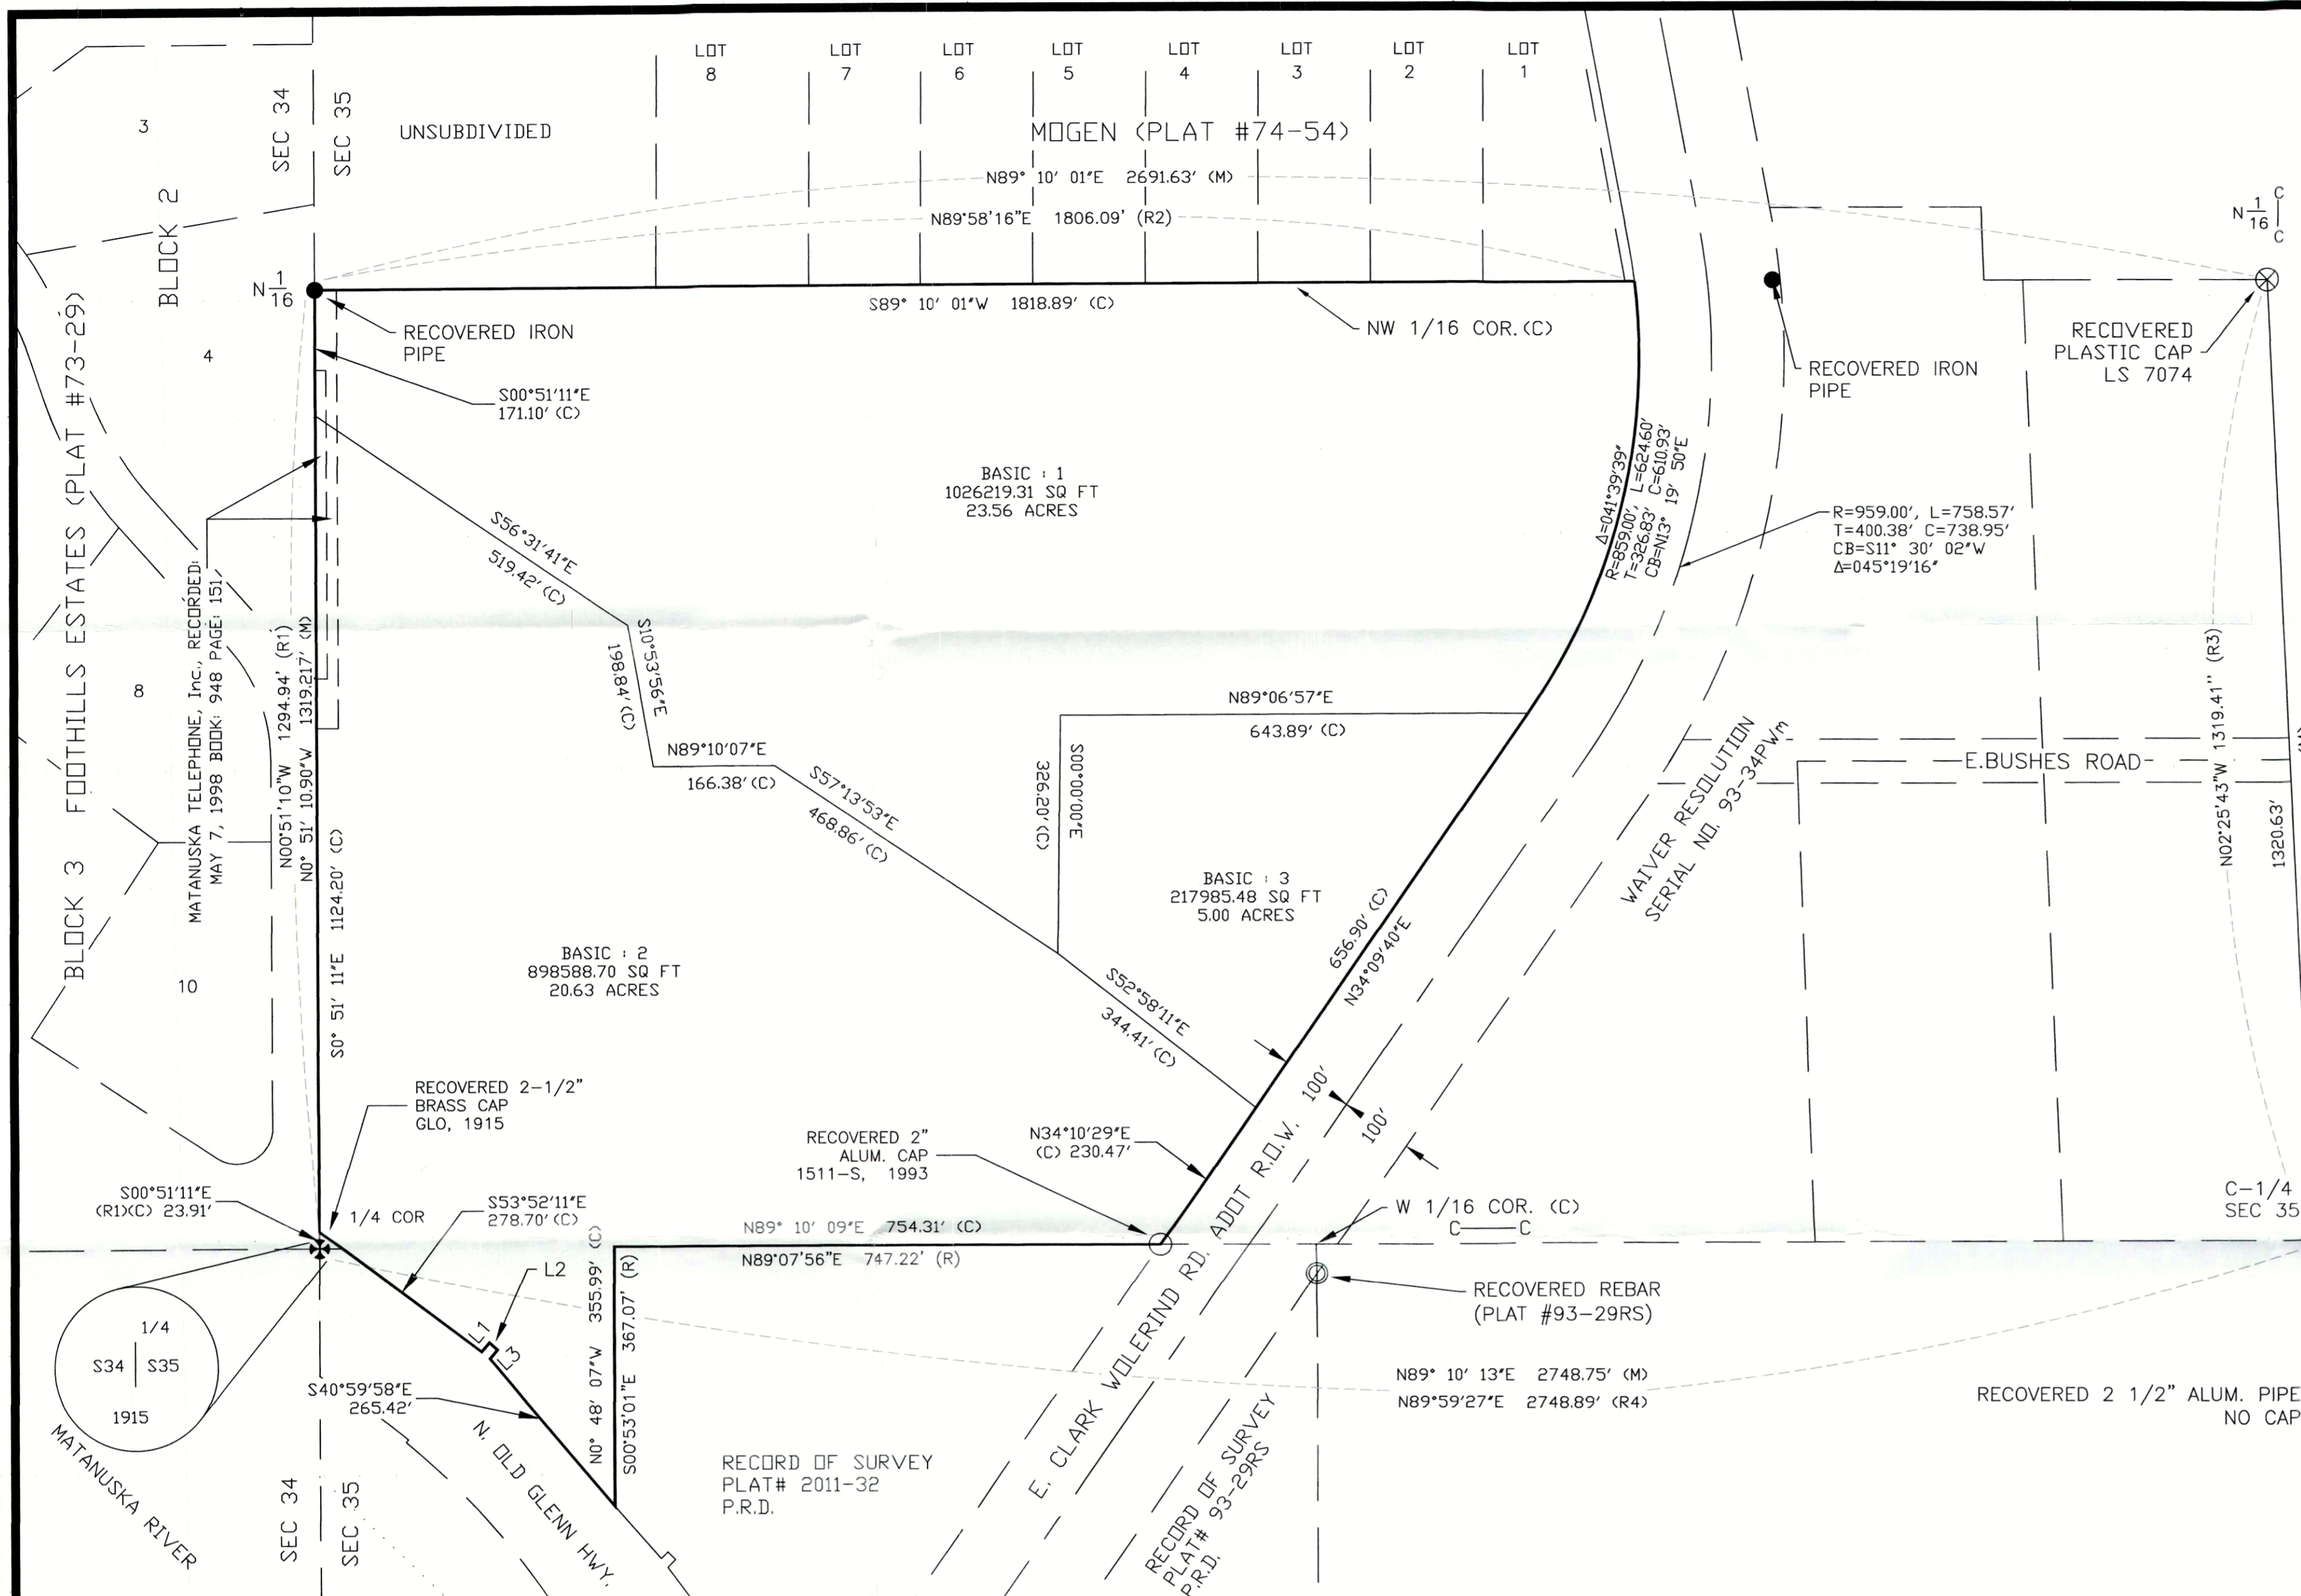 LOT
8
LOT
7
LOT
6
LOT
5
LOT
4
LOT
3
LOT
2
LOT
1
3
SEC 34
SEC 35
UNSUBDIVIDED
MOGEN (PLAT #74-54)
N89° 10' 01"E 2691.63' (M)
N89°58'16"E 1806.09' (R2)
BLOCK 2
N 1/16
N 1/16 C
C
S89° 10' 01"W 1818.89' (C)
NW 1/16 COR.(C)
RECOVERED IRON
PIPE
4
RECOVERED IRON
PIPE
RECOVERED
PLASTIC CAP
LS 7074
S00°51'11"E
171.10' (C)
BLOCK 3 FOOTHILLS ESTATES (PLAT #73-29)
S56°31'41"E
519.42' (C)
BASIC : 1
1026219.31 SQ FT
23.56 ACRES
Δ=041°39'39"
R=859.00', L=624.60'
T=326.83' C=610.93'
CB=N13° 19' 50"E
R=959.00', L=758.57'
T=400.38' C=738.95'
CB=S11° 30' 02"W
Δ=045°19'16"
MATANUSKA TELEPHONE, Inc., RECORDED:
MAY 7, 1998 BOOK: 948 PAGE: 151,
N00°51'10"W 1294.94' (R1)
N0° 51' 10.90"W 1319.217' (M)
S10°53'56"E
198.84' (C)
8
N89°06'57"E
643.89' (C)
N89°10'07"E
166.38' (C)
S57°13'53"E
468.86' (C)
S00°00'00"E
326.20' (C)
WAIVER RESOLUTION
SERIAL NO. 93-34PWm
E.BUSHES ROAD
N02°25'43"W 1319.41" (R3)
1320.63'
S0° 51' 11"E 1124.20' (C)
BASIC : 3
217985.48 SQ FT
5.00 ACRES
656.90' (C)
N34°09'40"E
10
BASIC : 2
898588.70 SQ FT
20.63 ACRES
S52°58'11"E
344.41' (C)
RECOVERED 2-1/2"
BRASS CAP
GLO, 1915
RECOVERED 2"
ALUM. CAP
1511-S, 1993
N34°10'29"E
(C) 230.47'
100'
100'
S00°51'11"E
(R1)(C) 23.91'
1/4 COR
S53°52'11"E
278.70' (C)
N89° 10' 09"E 754.31' (C)
N89°07'56"E 747.22' (R)
W 1/16 COR. (C)
C C
C-1/4
SEC 35
L2
L1
L3
N0° 48' 07"W 355.99' (C)
S00°53'01"E 367.07' (R)
E. CLARK WOLERIND RD. ADOT R.O.W.
RECOVERED REBAR
(PLAT #93-29RS)
1/4
S34
S35
1915
S40°59'58"E
265.42'
N89° 10' 13"E 2748.75' (M)
N89°59'27"E 2748.89' (R4)
RECOVERED 2 1/2" ALUM. PIPE
NO CAP
MATANUSKA RIVER
SEC 34
SEC 35
N. OLD GLENN HWY.
RECORD OF SURVEY
PLAT# 2011-32
P.R.D.
RECORD OF SURVEY
PLAT# 93-29RS
P.R.D.